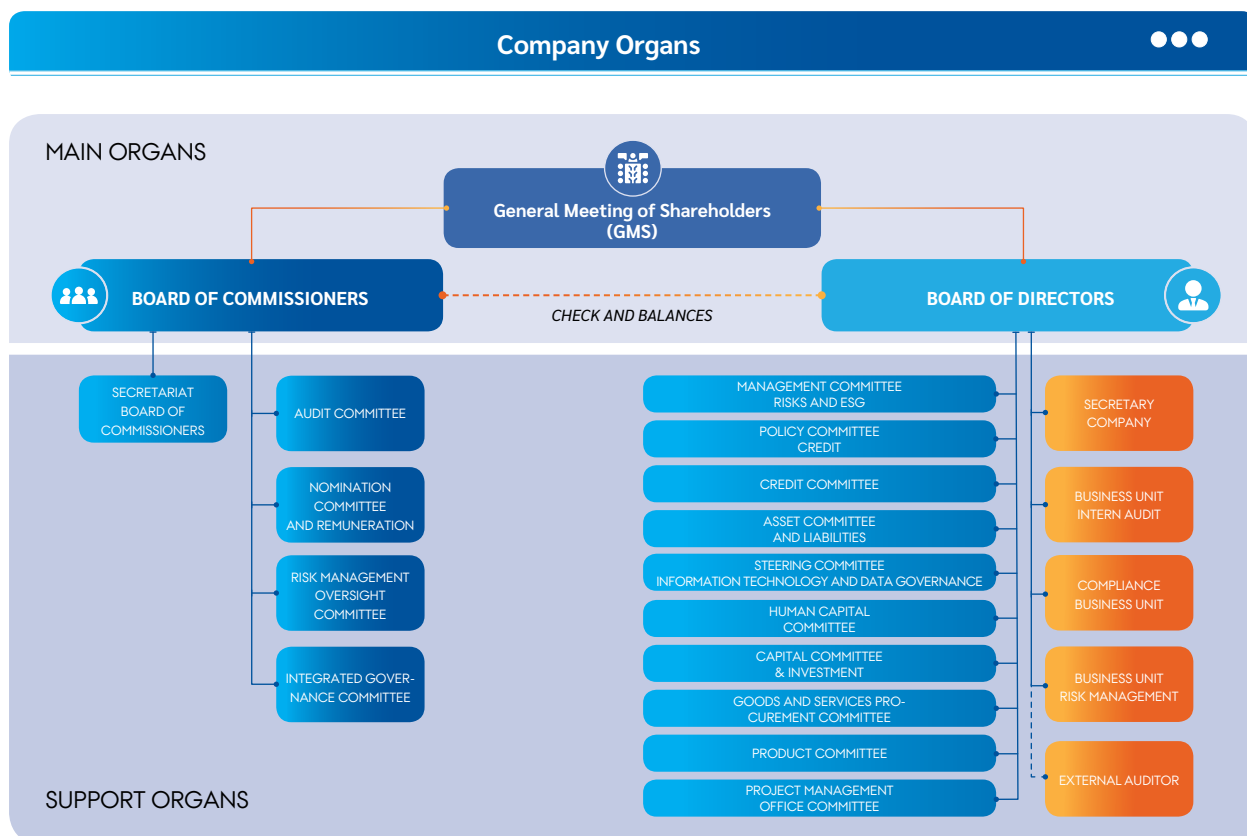 Company Organs
MAIN ORGANS
General Meeting of Shareholders
(GMS)
BOARD OF COMMISSIONERS
CHECK AND BALANCES
BOARD OF DIRECTORS
SECRETARIAT
BOARD OF
COMMISSIONERS
AUDIT COMMITTEE
NOMINATION
COMMITTEE
AND REMUNERATION
RISK MANAGEMENT
OVERSIGHT
COMMITTEE
INTEGRATED GOVER-
NANCE COMMITTEE
MANAGEMENT COMMITTEE
RISKS AND ESG
POLICY COMMITTEE
CREDIT
CREDIT COMMITTEE
ASSET COMMITTEE
AND LIABILITIES
STEERING COMMITTEE
INFORMATION TECHNOLOGY AND DATA GOVERNANCE
HUMAN CAPITAL
COMMITTEE
CAPITAL COMMITTEE
& INVESTMENT
GOODS AND SERVICES PRO-
CUREMENT COMMITTEE
PRODUCT COMMITTEE
PROJECT MANAGEMENT
OFFICE COMMITTEE
SECRETARY
COMPANY
BUSINESS UNIT
INTERN AUDIT
COMPLIANCE
BUSINESS UNIT
BUSINESS UNIT
RISK MANAGEMENT
EXTERNAL AUDITOR
SUPPORT ORGANS